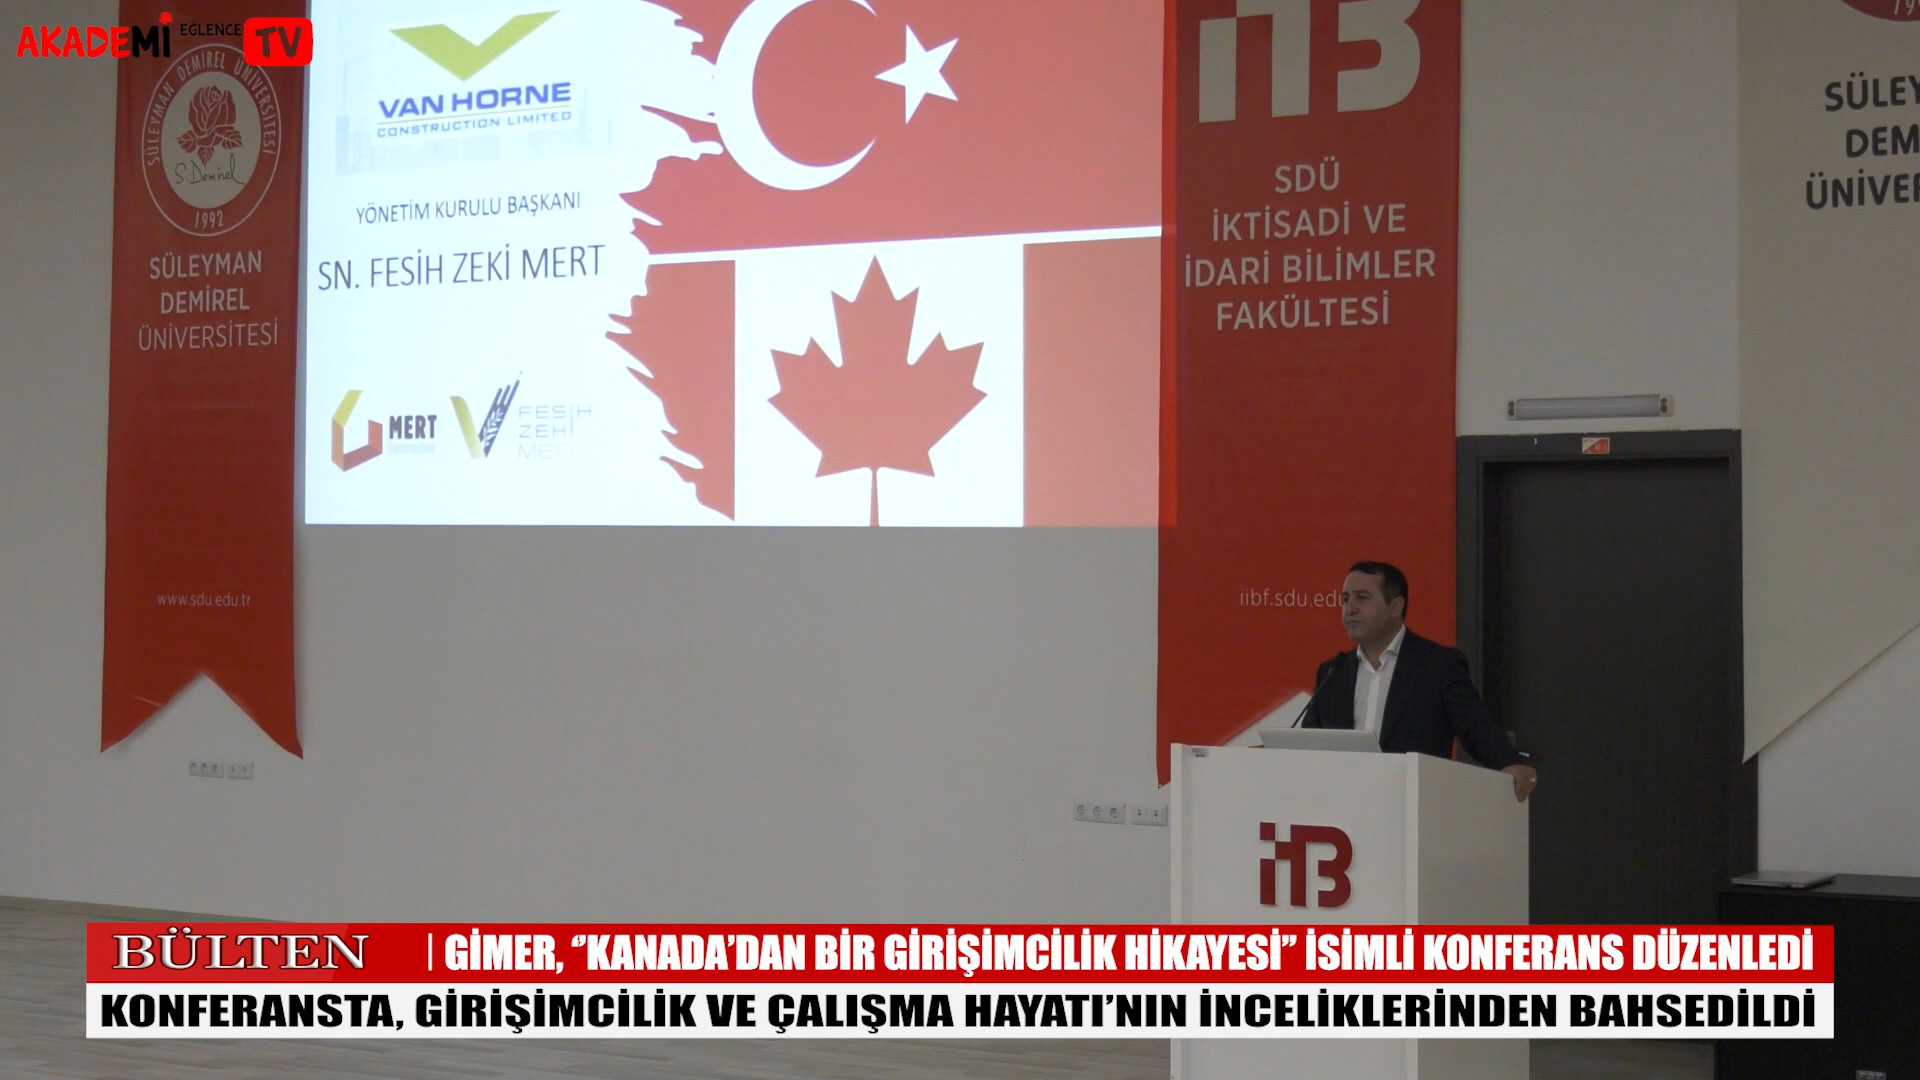 AKADEMİ EĞLENCE TV
SÜLEYMAN DEMİREL ÜNİVERSİTESİ
S. Demirel
1992
SÜLEYMAN
DEMİREL
ÜNİVERSİTESİ
www.sdu.edu.tr
VAN HORNE
CONSTRUCTION LIMITED
YÖNETİM KURULU BAŞKANI
SN. FESİH ZEKİ MERT
MERT
Construction
FESİH
ZEKİ
MERT
İİB
SDÜ
İKTİSADİ VE
İDARİ BİLİMLER
FAKÜLTESİ
iibf.sdu.edu
SÜLEY
DEM
ÜNİVER
İİB
BÜLTEN | GİMER, “KANADA’DAN BİR GİRİŞİMCİLİK HİKAYESİ” İSİMLİ KONFERANS DÜZENLEDİ
KONFERANSTA, GİRİŞİMCİLİK VE ÇALIŞMA HAYATI’NIN İNCELİKLERİNDEN BAHSEDİLDİ